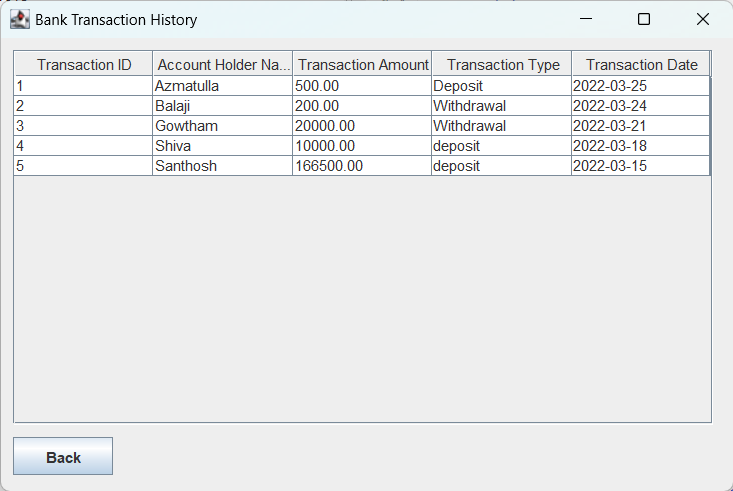 Bank Transaction History
Transaction ID Account Holder Na... Transaction Amount Transaction Type Transaction Date
1 Azmatulla 500.00 Deposit 2022-03-25
2 Balaji 200.00 Withdrawal 2022-03-24
3 Gowtham 20000.00 Withdrawal 2022-03-21
4 Shiva 10000.00 deposit 2022-03-18
5 Santhosh 166500.00 deposit 2022-03-15
Back